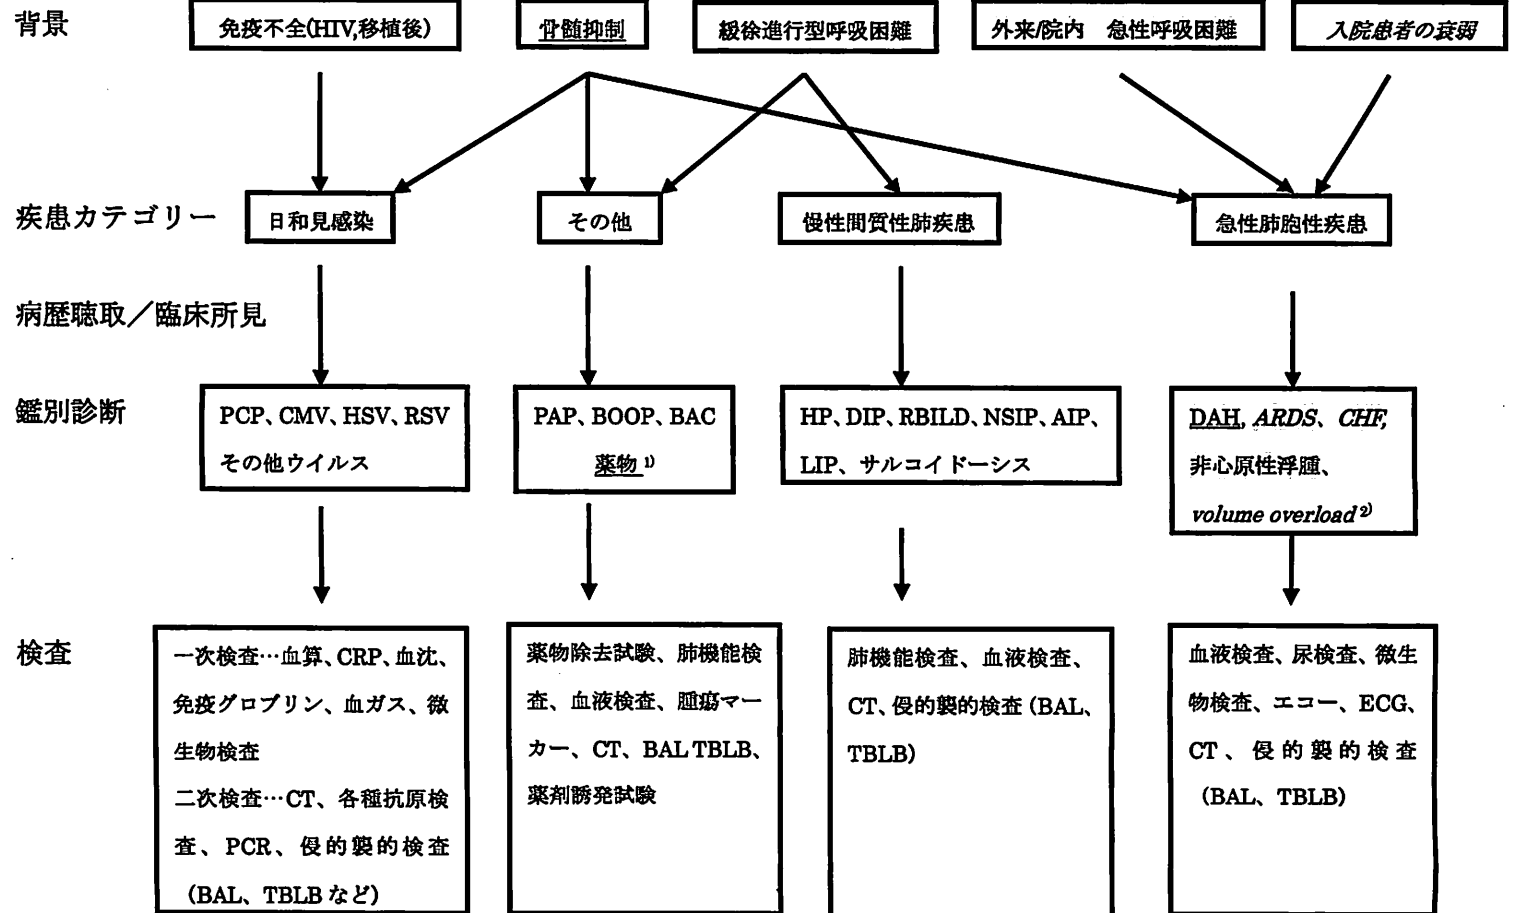 背景
免疫不全(HIV,移植後)
骨髄抑制
緩徐進行型呼吸困難
外来/院内 急性呼吸困難
入院患者の衰弱
疾患カテゴリー
日和見感染
その他
慢性間質性肺疾患
急性肺胞性疾患
病歴聴取／臨床所見
鑑別診断
PCP、CMV、HSV、RSV
その他ウイルス
PAP、BOOP、BAC
薬物 1)
HP、DIP、RBILD、NSIP、AIP、
LIP、サルコイドーシス
DAH, ARDS、CHF,
非心原性浮腫、
volume overload 2)
検査
一次検査…血算、CRP、血沈、
免疫グロブリン、血ガス、微
生物検査
二次検査…CT、各種抗原検
査、PCR、侵的襲的検査
（BAL、TBLB など）
薬物除去試験、肺機能検
査、血液検査、腫瘍マー
カー、CT、BAL TBLB、
薬剤誘発試験
肺機能検査、血液検査、
CT、侵的襲的検査（BAL、
TBLB）
血液検査、尿検査、微生
物検査、エコー、ECG、
CT、侵的襲的検査
（BAL、TBLB）